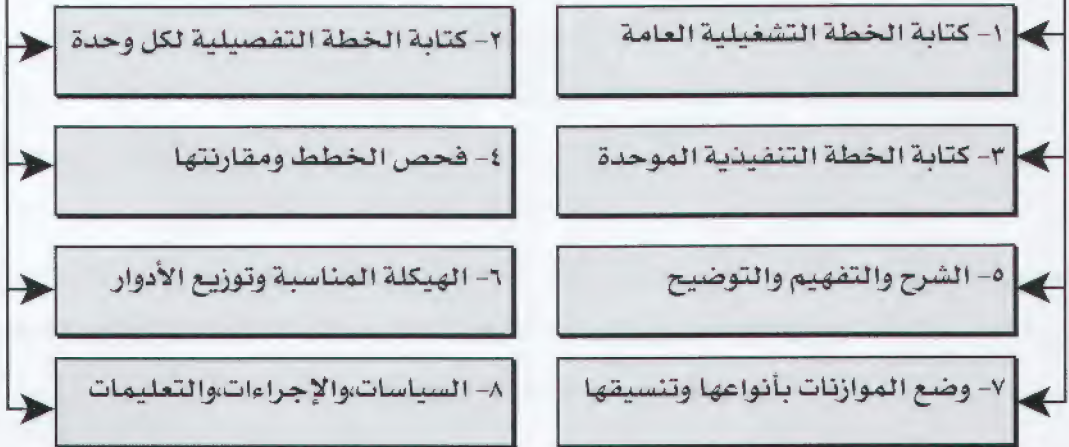 ١- كتابة الخطة التشغيلية العامة
٢- كتابة الخطة التفصيلية لكل وحدة
٣- كتابة الخطة التنفيذية الموحدة
٤- فحص الخطط ومقارنتها
٥- الشرح والتفهيم والتوضيح
٦- الهيكلة المناسبة وتوزيع الأدوار
٧- وضع الموازنات بأنواعها وتنسيقها
٨- السياسات،والإجراءات،والتعليمات